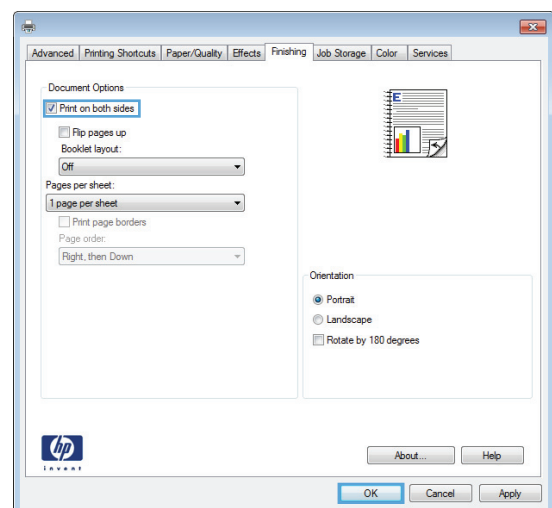 Advanced Printing Shortcuts Paper/Quality Effects Finishing Job Storage Color Services
Document Options
Print on both sides
Flip pages up
Booklet layout:
Off
Pages per sheet:
1 page per sheet
Print page borders
Page order:
Right, then Down
E
Orientation
Portrait
Landscape
Rotate by 180 degrees
hp
invent
About... Help
OK Cancel Apply